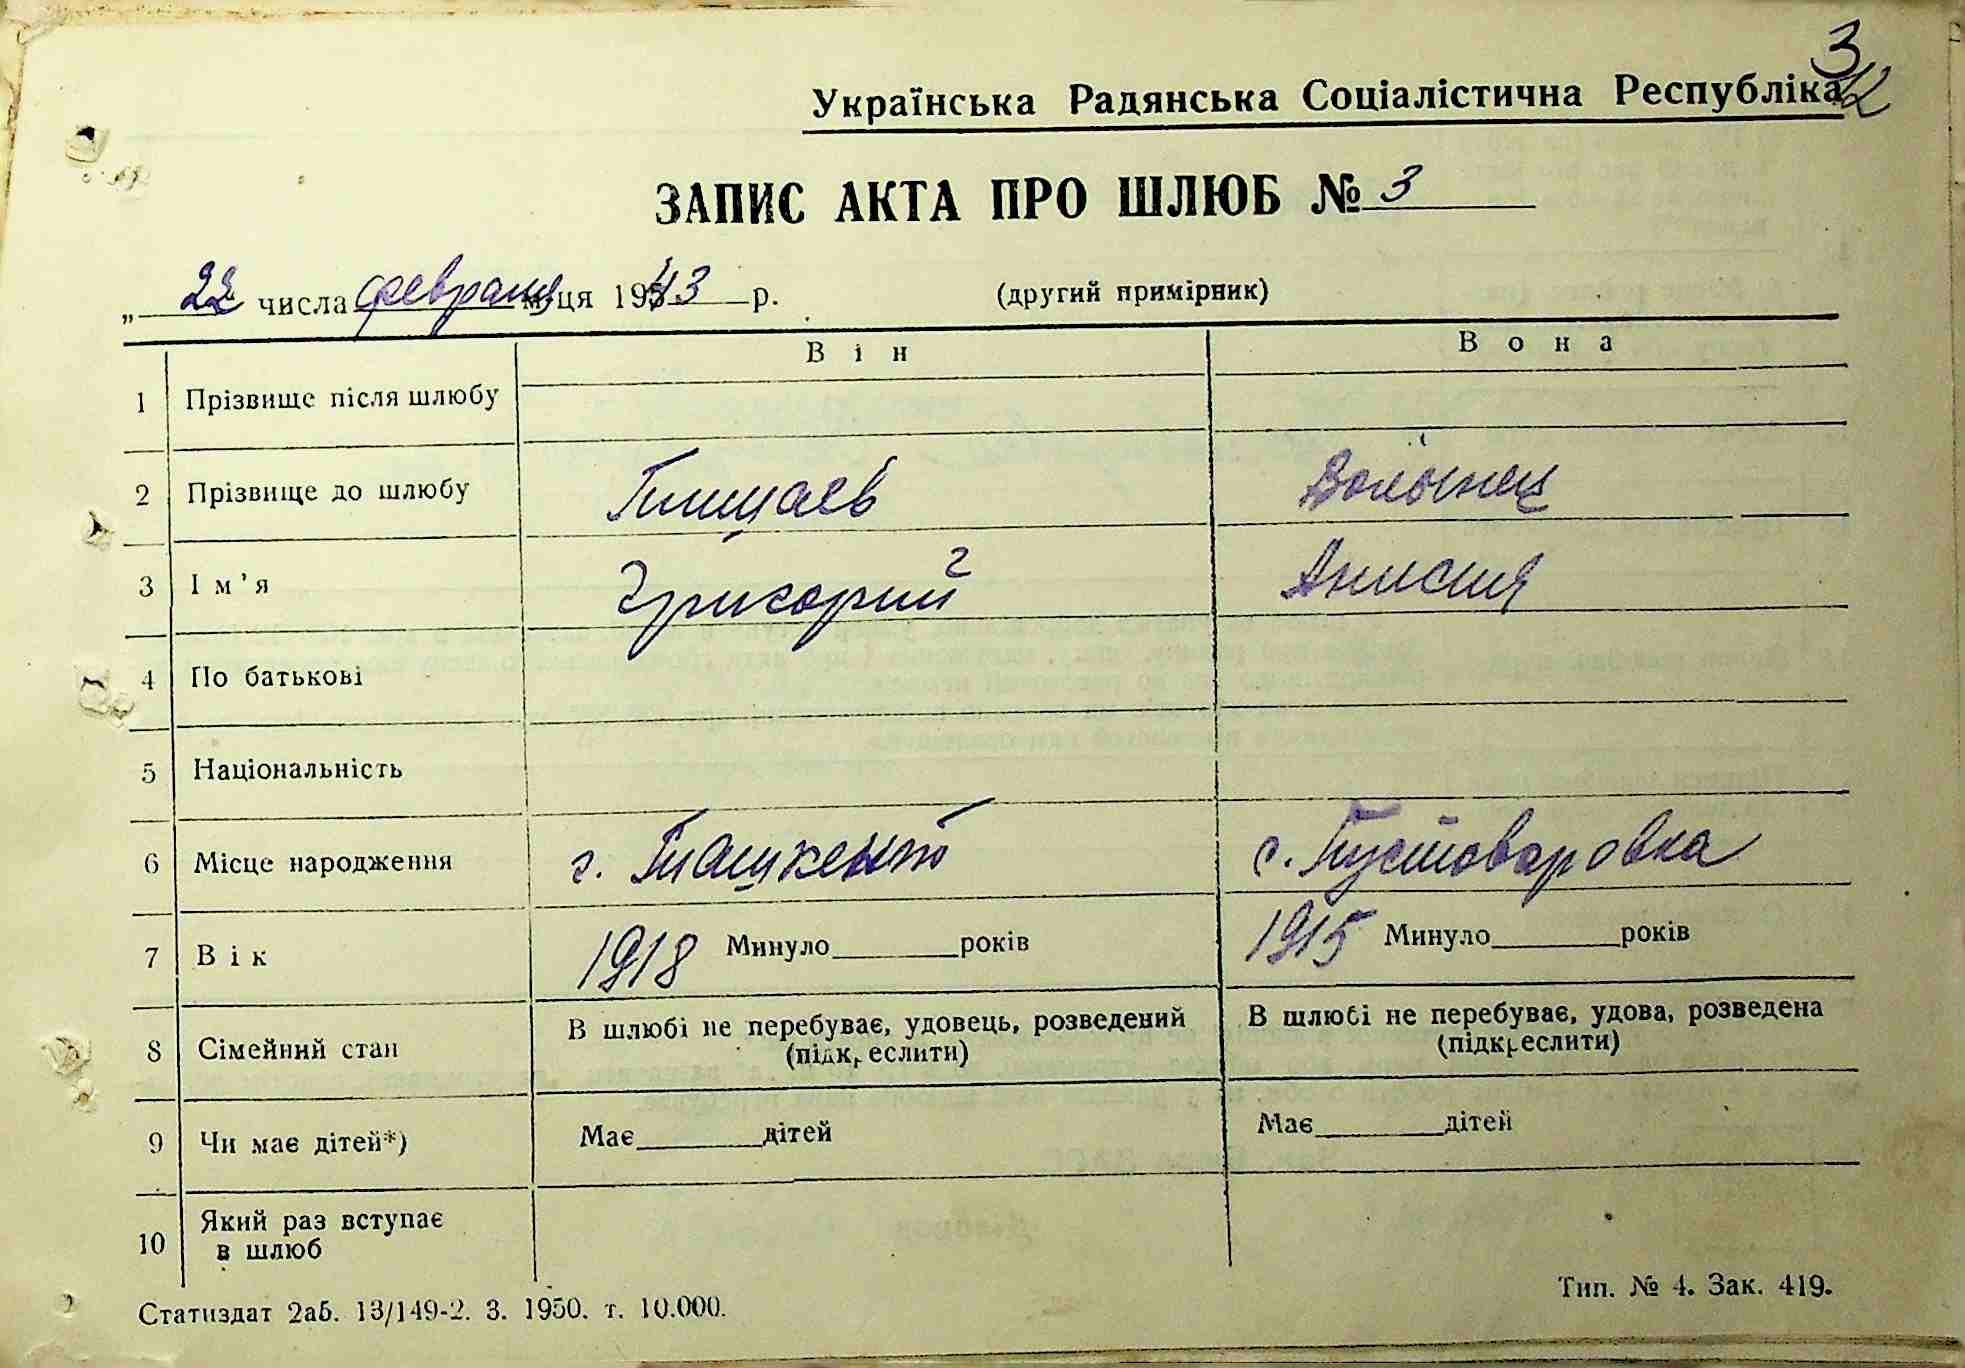 3
Українська Радянська Соціалістична Республіка
ЗАПИС АКТА ПРО ШЛЮБ № 3
„ 22 числа февраля м-ця 1943 р. (другий примірник)
Він Вона
1 Прізвище після шлюбу
2 Прізвище до шлюбу Волынец
3 Ім'я Григорий Анисия
4 По батькові
5 Національність
6 Місце народження г. Ташкент с. Пустоваровка
7 Вік 1918 Минуло років 1915 Минуло років
8 Сімейний стан В шлюбі не перебуває, удовець, розведений (підкреслити) В шлюбі не перебуває, удова, розведена (підкреслити)
9 Чи має дітей*) Має дітей Має дітей
10 Який раз вступає
в шлюб
Статиздат 2аб. 13/149-2. 3. 1950. т. 10.000. Тип. № 4. Зак. 419.